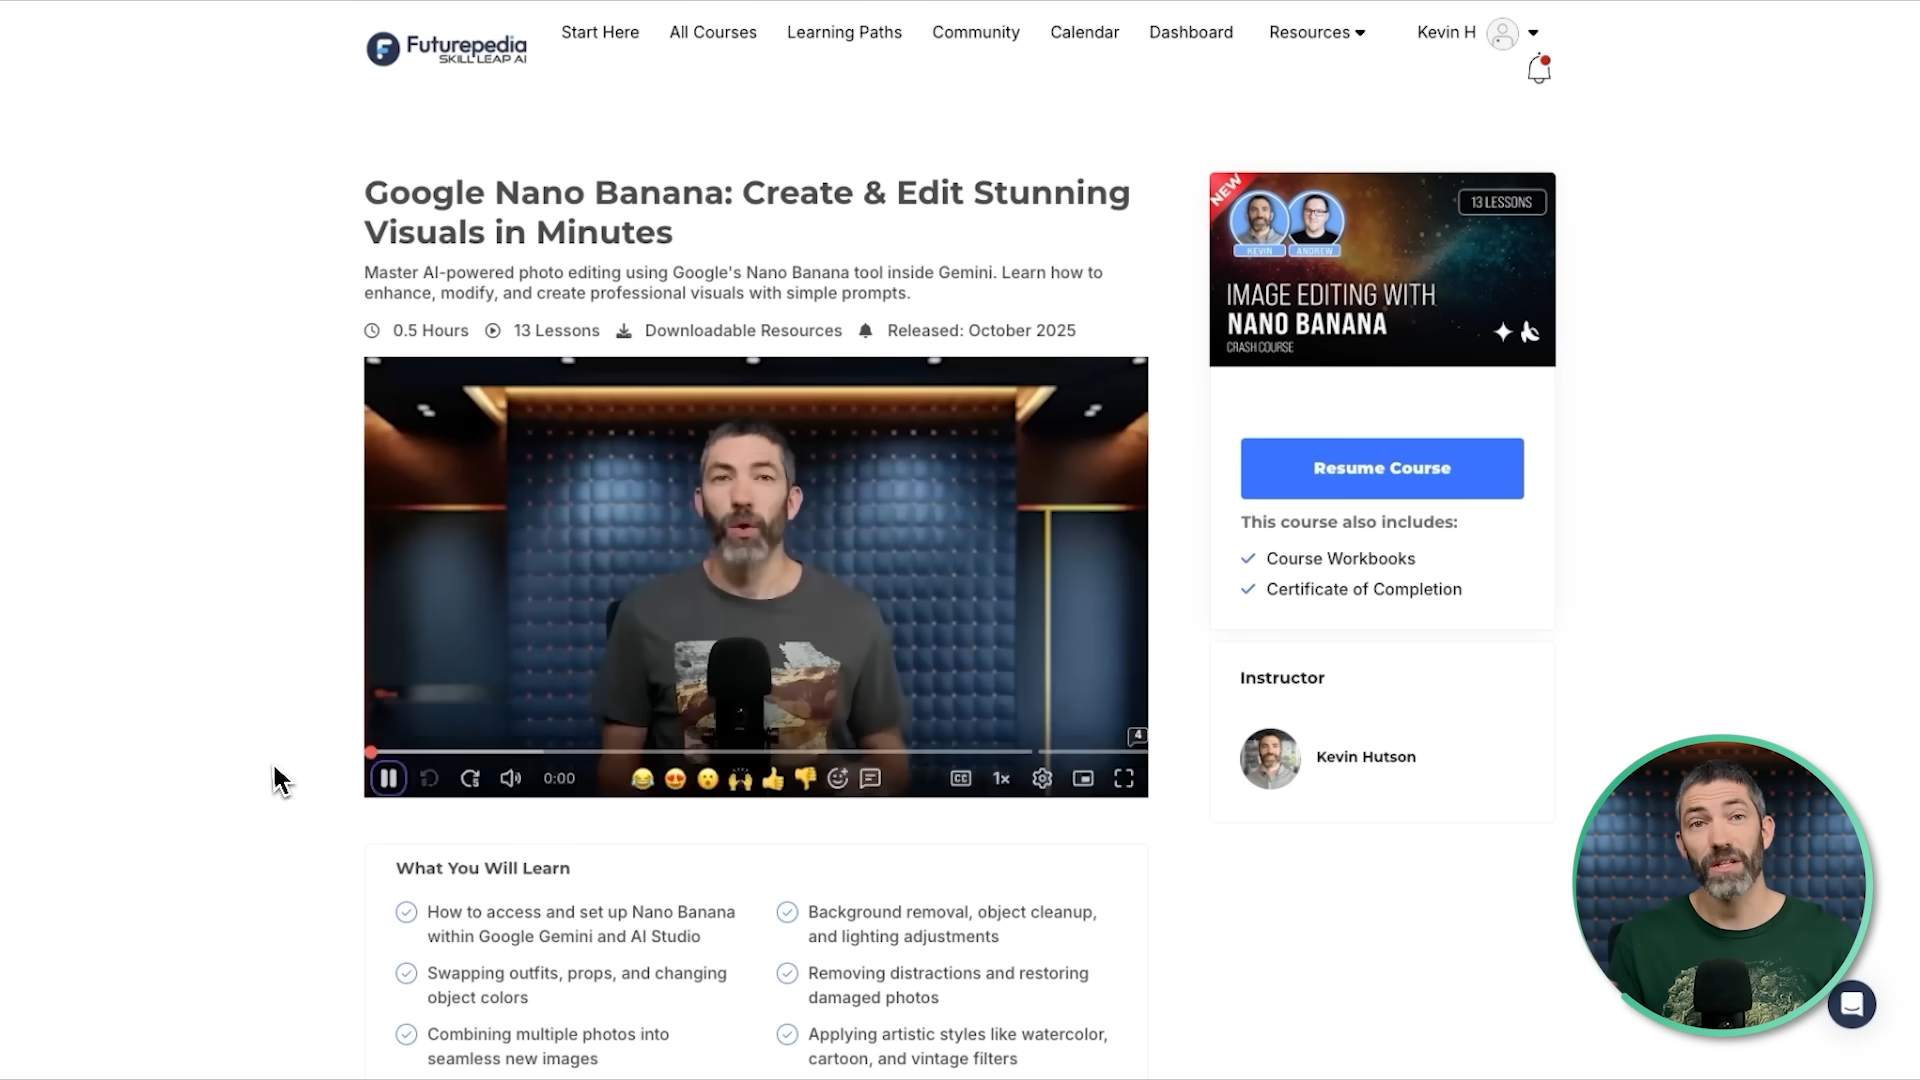 Futurepedia
SKILL LEAP AI
Start Here
All Courses
Learning Paths
Community
Calendar
Dashboard
Resources
Kevin H
Google Nano Banana: Create & Edit Stunning
Visuals in Minutes
Master AI-powered photo editing using Google's Nano Banana tool inside Gemini. Learn how to
enhance, modify, and create professional visuals with simple prompts.
0.5 Hours
13 Lessons
Downloadable Resources
Released: October 2025
4
0:00
CC
1x
What You Will Learn
How to access and set up Nano Banana
within Google Gemini and AI Studio
Swapping outfits, props, and changing
object colors
Combining multiple photos into
seamless new images
Background removal, object cleanup,
and lighting adjustments
Removing distractions and restoring
damaged photos
Applying artistic styles like watercolor,
cartoon, and vintage filters
NEW
13 LESSONS
KEVIN
ANDREW
IMAGE EDITING WITH
NANO BANANA
CRASH COURSE
Resume Course
This course also includes:
Course Workbooks
Certificate of Completion
Instructor
Kevin Hutson